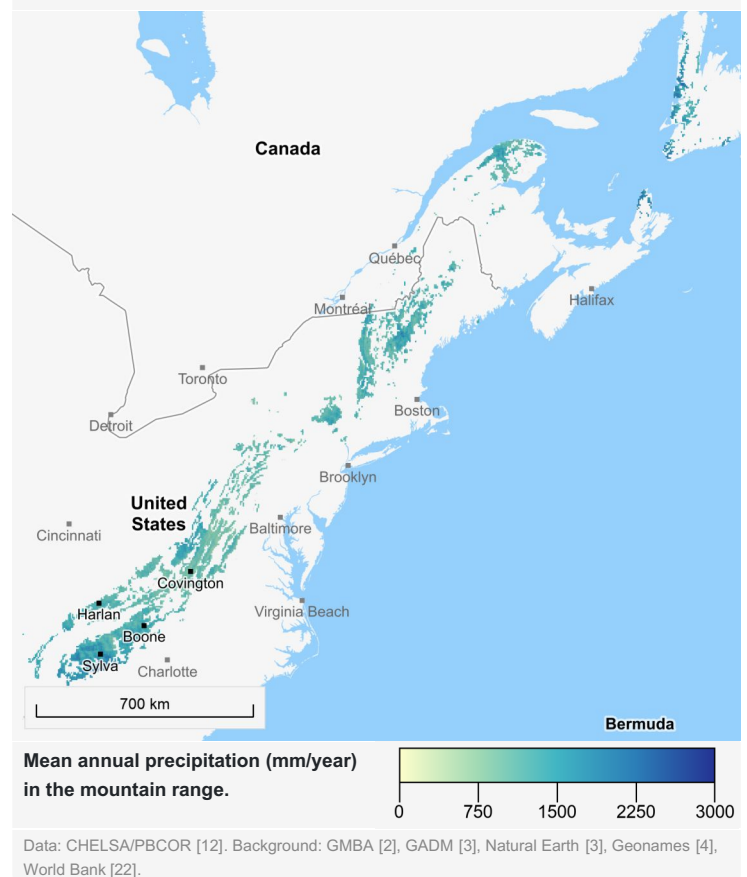 Canada
Québec
Montréal
Halifax
Toronto
Detroit
Boston
Brooklyn
United
States
Cincinnati
Baltimore
Covington
Harlan
Virginia Beach
Boone
Sylva
Charlotte
700 km
Bermuda
Mean annual precipitation (mm/year)
in the mountain range.
0 750 1500 2250 3000
Data: CHELSA/PBCOR [12]. Background: GMBA [2], GADM [3], Natural Earth [3], Geonames [4],
World Bank [22].